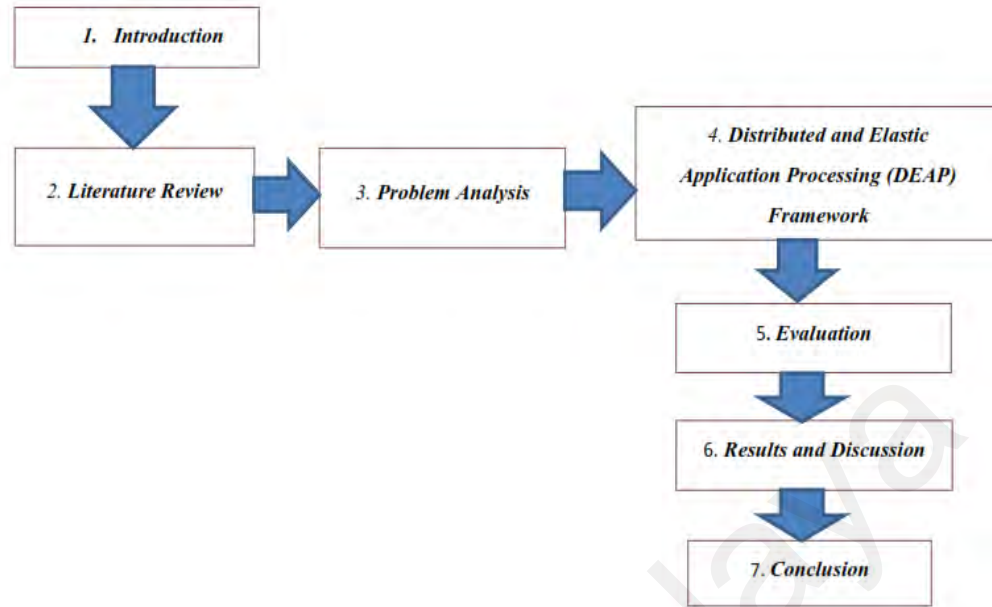 1. Introduction
2. Literature Review
3. Problem Analysis
4. Distributed and Elastic
Application Processing (DEAP)
Framework
5. Evaluation
6. Results and Discussion
7. Conclusion